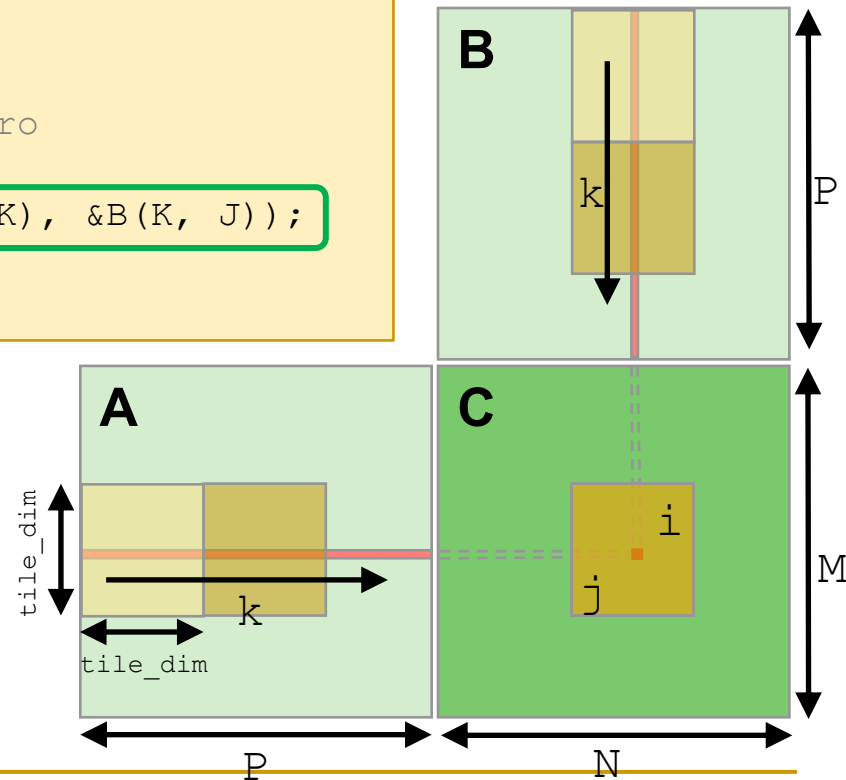 B
ro
K), &B(K, J));
k
P
A
C
tile_dim
i
j
M
k
tile_dim
P
N